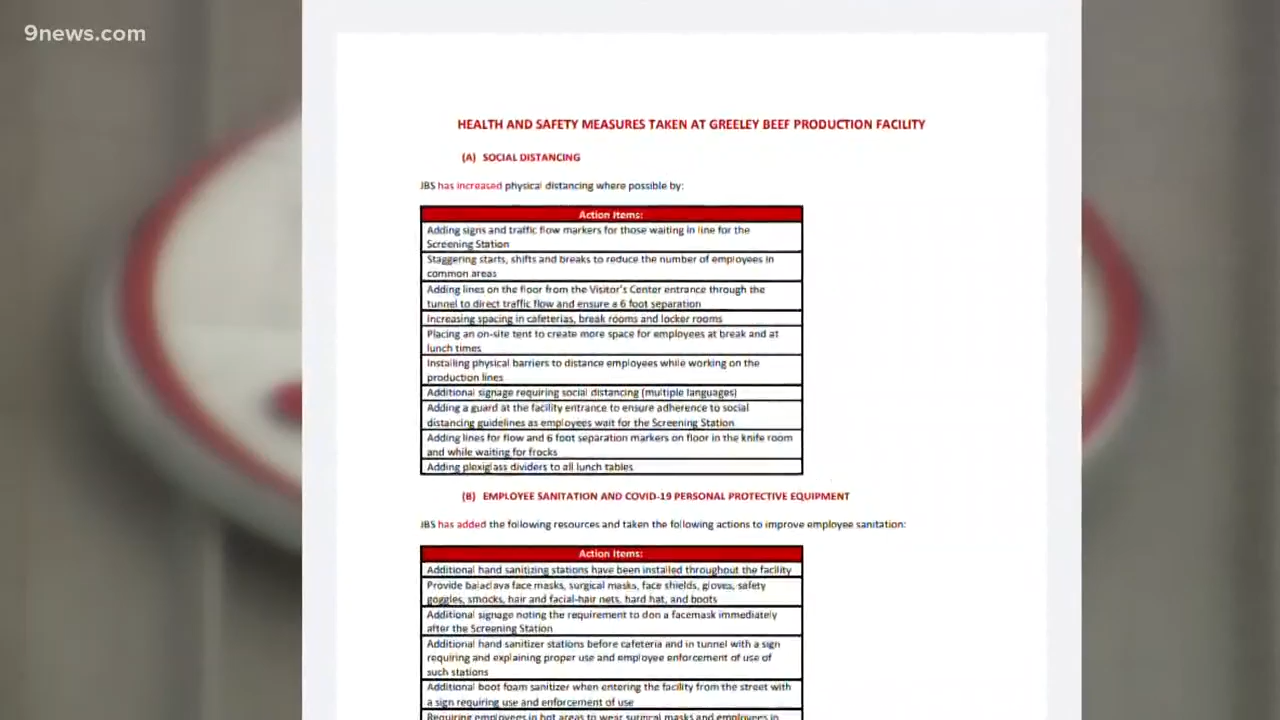 9news.com
HEALTH AND SAFETY MEASURES TAKEN AT GREELEY BEEF PRODUCTION FACILITY
(A) SOCIAL DISTANCING
JBS has increased physical distancing where possible by:
Action Items:
Adding signs and traffic flow markers for those waiting in line for the
Screening Station
Staggering starts, shifts and breaks to reduce the number of employees in
common areas
Adding lines on the floor from the Visitor's Center entrance through the
tunnel to direct traffic flow and ensure a 6 foot separation
Increasing spacing in cafeterias, break rooms and locker rooms
Placing an on-site tent to create more space for employees at break and at
lunch times
Installing physical barriers to distance employees while working on the
production lines
Additional signage requiring social distancing (multiple languages)
Adding a guard at the facility entrance to ensure adherence to social
distancing guidelines as employees wait for the Screening Station
Adding lines for flow and 6 foot separation markers on floor in the knife room
and while waiting for frocks
Adding plexiglass dividers to all lunch tables
(B) EMPLOYEE SANITATION AND COVID-19 PERSONAL PROTECTIVE EQUIPMENT
JBS has added the following resources and taken the following actions to improve employee sanitation:
Action Items:
Additional hand sanitizing stations have been installed throughout the facility
Provide balaclava face masks, surgical masks, face shields, gloves, safety
goggles, smocks, hair and facial-hair nets, hard hat, and boots
Additional signage noting the requirement to don a facemask immediately
after the Screening Station
Additional hand sanitizer stations before cafeteria and in tunnel with a sign
requiring and explaining proper use and employee enforcement of use of
such stations
Additional boot foam sanitizer when entering the facility from the street with
a sign requiring use and enforcement of use
Requiring employees in hot areas to wear surgical masks and employees in